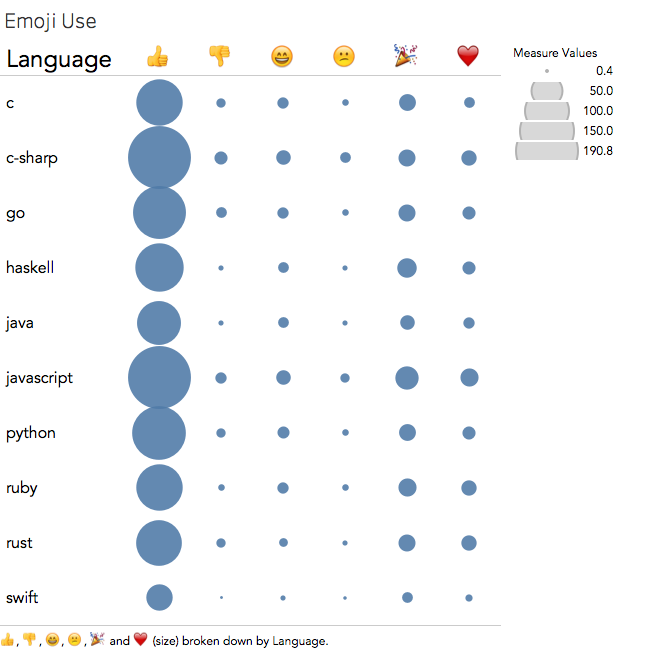 Emoji Use
Language 👍 👎 😄 😕 🎉 ❤️
Measure Values
0.4
50.0
100.0
150.0
190.8
c
c-sharp
go
haskell
java
javascript
python
ruby
rust
swift
👍, 👎, 😄, 😕, 🎉 and ❤️ (size) broken down by Language.